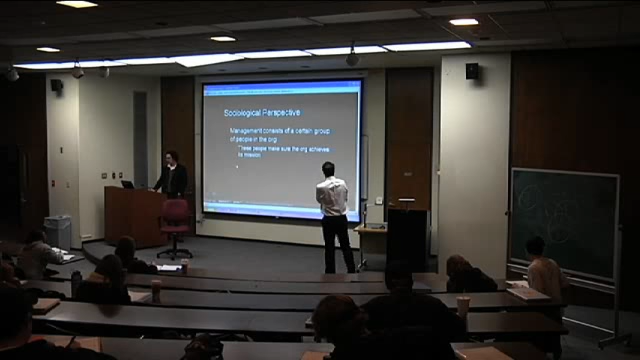 Sociological Perspective
Management consists of a certain group
of people in the org
These people make sure the org achieves
its mission